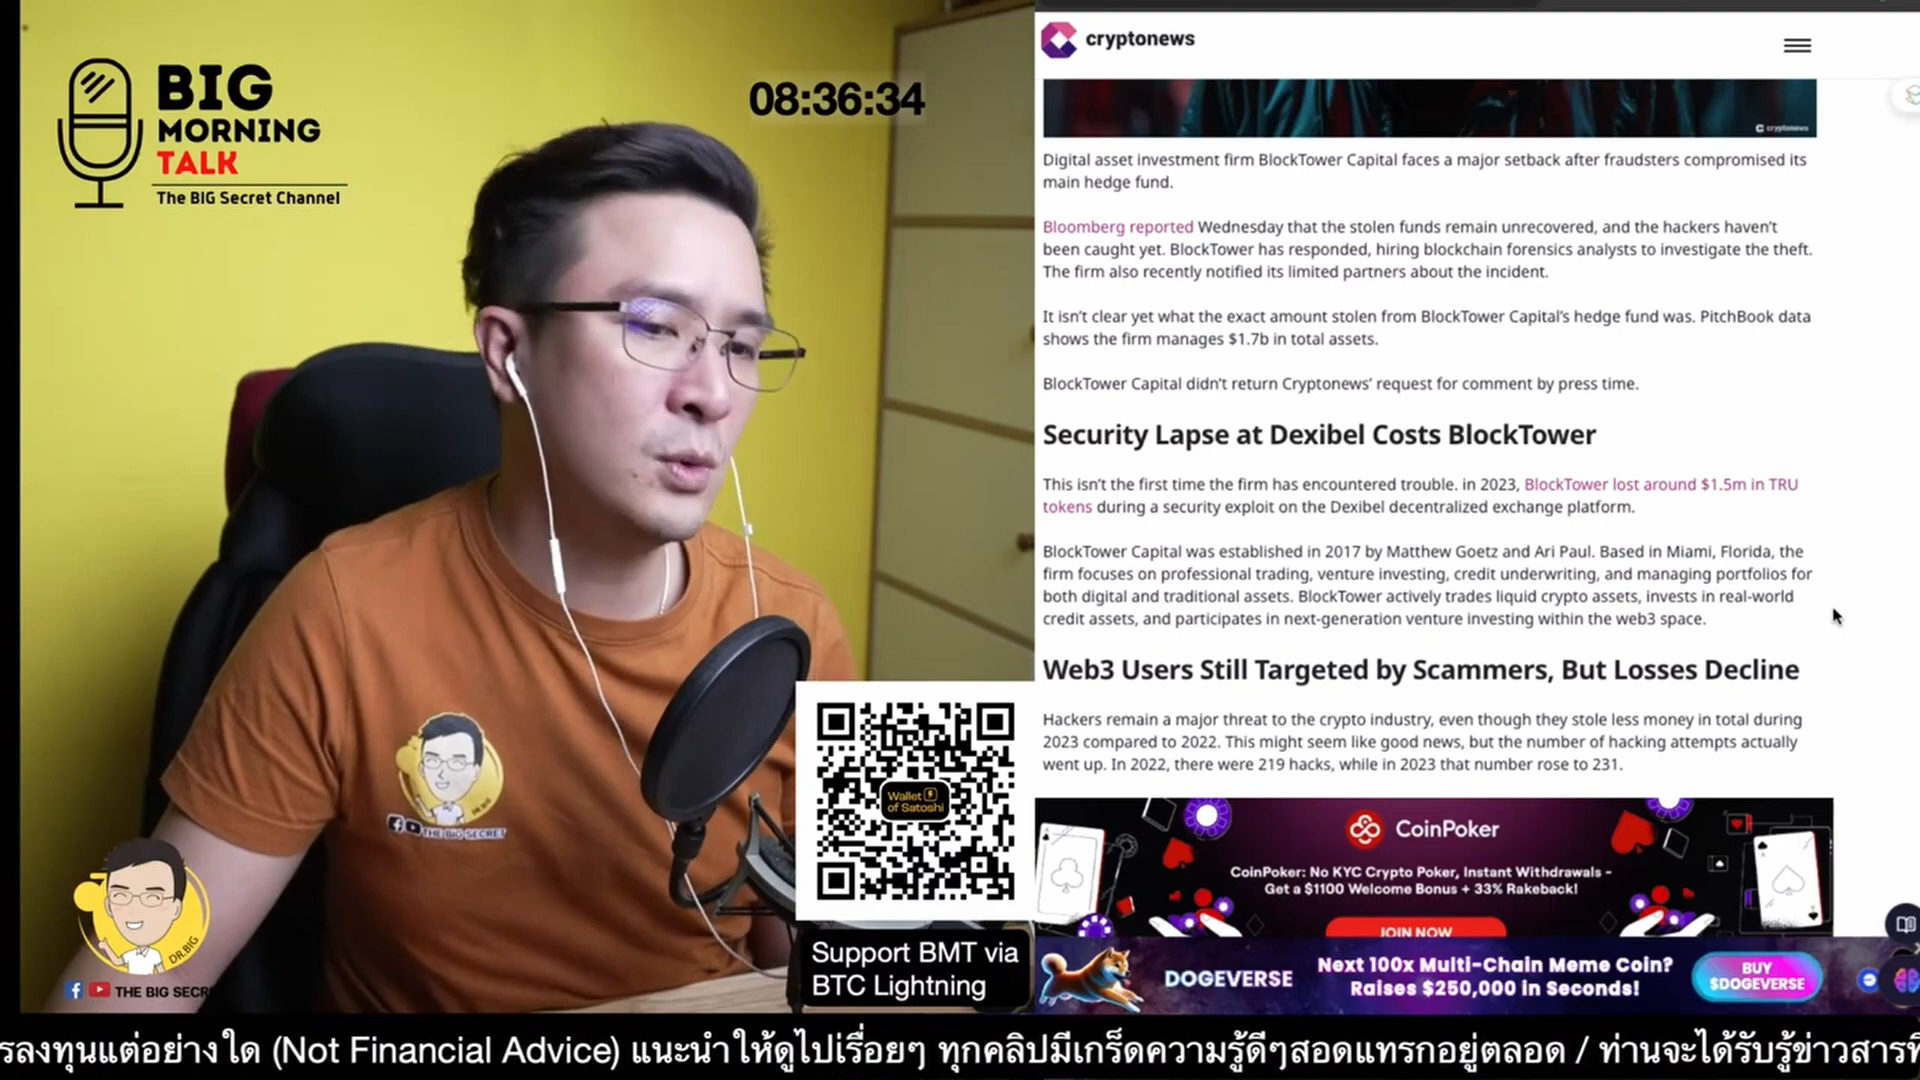 BIG
MORNING
TALK
The BIG Secret Channel
08:36:34
THE BIG SECRET
DR.BIG
THE BIG SECR
Wallet
of Satoshi
Support BMT via
BTC Lightning
cryptonews
cryptonews
Digital asset investment firm BlockTower Capital faces a major setback after fraudsters compromised its
main hedge fund.
Bloomberg reported Wednesday that the stolen funds remain unrecovered, and the hackers haven't
been caught yet. BlockTower has responded, hiring blockchain forensics analysts to investigate the theft.
The firm also recently notified its limited partners about the incident.
It isn't clear yet what the exact amount stolen from BlockTower Capital's hedge fund was. PitchBook data
shows the firm manages $1.7b in total assets.
BlockTower Capital didn't return Cryptonews' request for comment by press time.
Security Lapse at Dexibel Costs BlockTower
This isn't the first time the firm has encountered trouble. in 2023, BlockTower lost around $1.5m in TRU
tokens during a security exploit on the Dexibel decentralized exchange platform.
BlockTower Capital was established in 2017 by Matthew Goetz and Ari Paul. Based in Miami, Florida, the
firm focuses on professional trading, venture investing, credit underwriting, and managing portfolios for
both digital and traditional assets. BlockTower actively trades liquid crypto assets, invests in real-world
credit assets, and participates in next-generation venture investing within the web3 space.
Web3 Users Still Targeted by Scammers, But Losses Decline
Hackers remain a major threat to the crypto industry, even though they stole less money in total during
2023 compared to 2022. This might seem like good news, but the number of hacking attempts actually
went up. In 2022, there were 219 hacks, while in 2023 that number rose to 231.
CoinPoker
CoinPoker: No KYC Crypto Poker, Instant Withdrawals -
Get a $1100 Welcome Bonus + 33% Rakeback!
JOIN NOW
DOGEVERSE
Next 100x Multi-Chain Meme Coin?
Raises $250,000 in Seconds!
BUY
$DOGEVERSE
รลงทุนแต่อย่างใด (Not Financial Advice) แนะนำให้ดูไปเรื่อยๆ ทุกคลิปมีเกร็ดความรู้ดีๆสอดแทรกอยู่ตลอด / ท่านจะได้รับรู้ข่าวสารที่